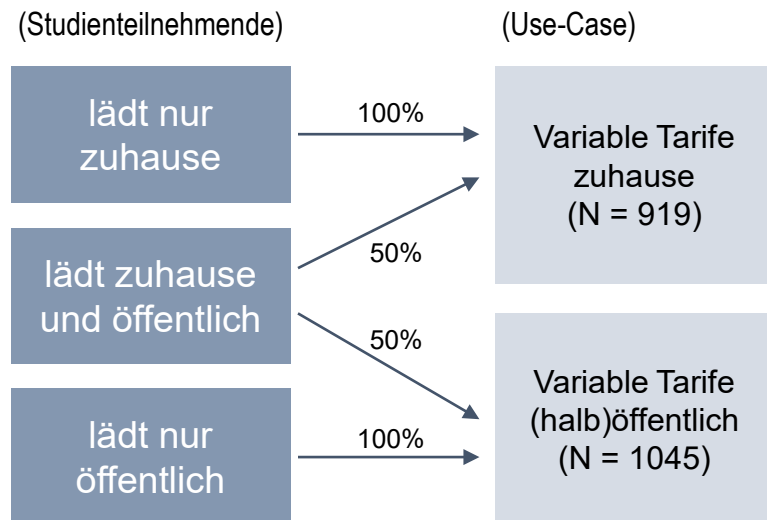 (Studienteilnehmende)
(Use-Case)
lädt nur
zuhause
100%
Variable Tarife
zuhause
(N = 919)
lädt zuhause
und öffentlich
50%
50%
Variable Tarife
(halb)öffentlich
(N = 1045)
lädt nur
öffentlich
100%